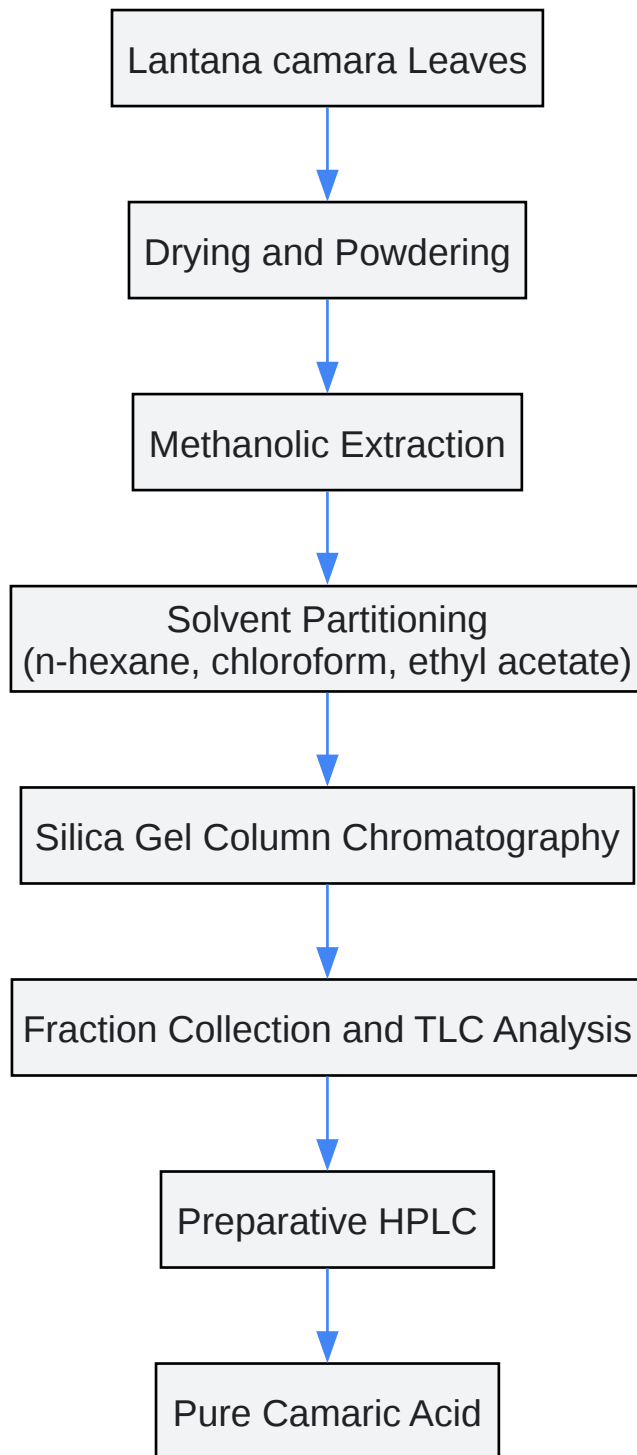 Lantana camara Leaves
Drying and Powdering
Methanolic Extraction
Solvent Partitioning
(n-hexane, chloroform, ethyl acetate)
Silica Gel Column Chromatography
Fraction Collection and TLC Analysis
Preparative HPLC
Pure Camaric Acid